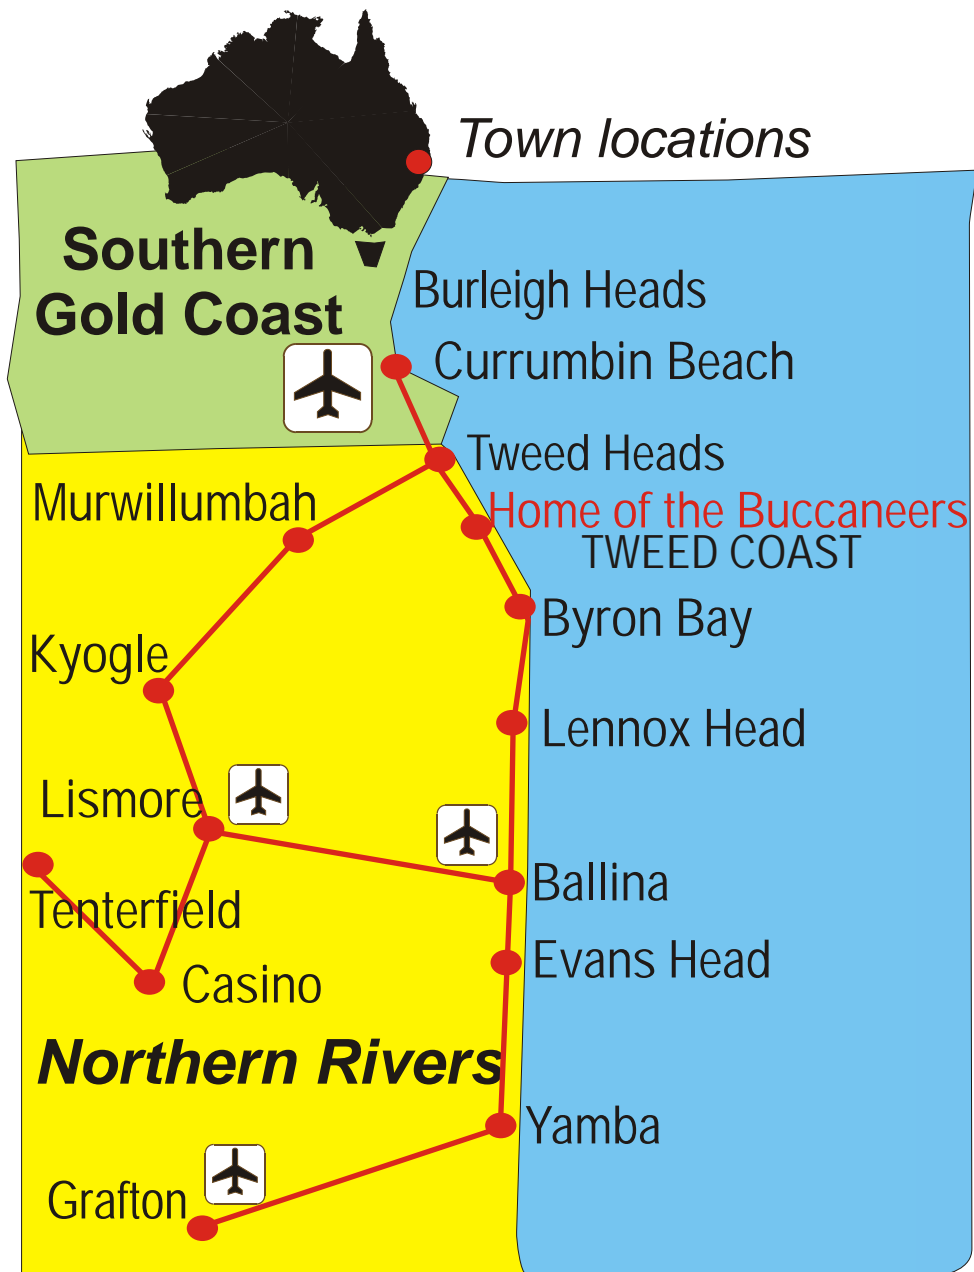 Town locations
Southern
Gold Coast
Burleigh Heads
Currumbin Beach
Tweed Heads
Murwillumbah
Home of the Buccaneers
TWEED COAST
Byron Bay
Kyogle
Lennox Head
Lismore
Ballina
Tenterfield
Evans Head
Casino
Northern Rivers
Yamba
Grafton